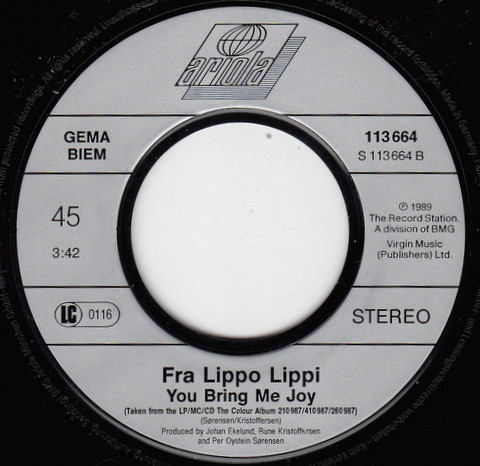 ariola
GEMA
BIEM
113 664
S 113 664 B
45
3:42
℗ 1989
The Record Station.
A division of BMG
Virgin Music
(Publishers) Ltd.
LC 0116
STEREO
Fra Lippo Lippi
You Bring Me Joy
(Taken from the LP/MC/CD The Colour Album 210 987/410 987/260 987)
(Sørensen/Kristoffersen)
Produced by Johan Ekelund, Rune Kristoffersen
and Per Oystein Sørensen